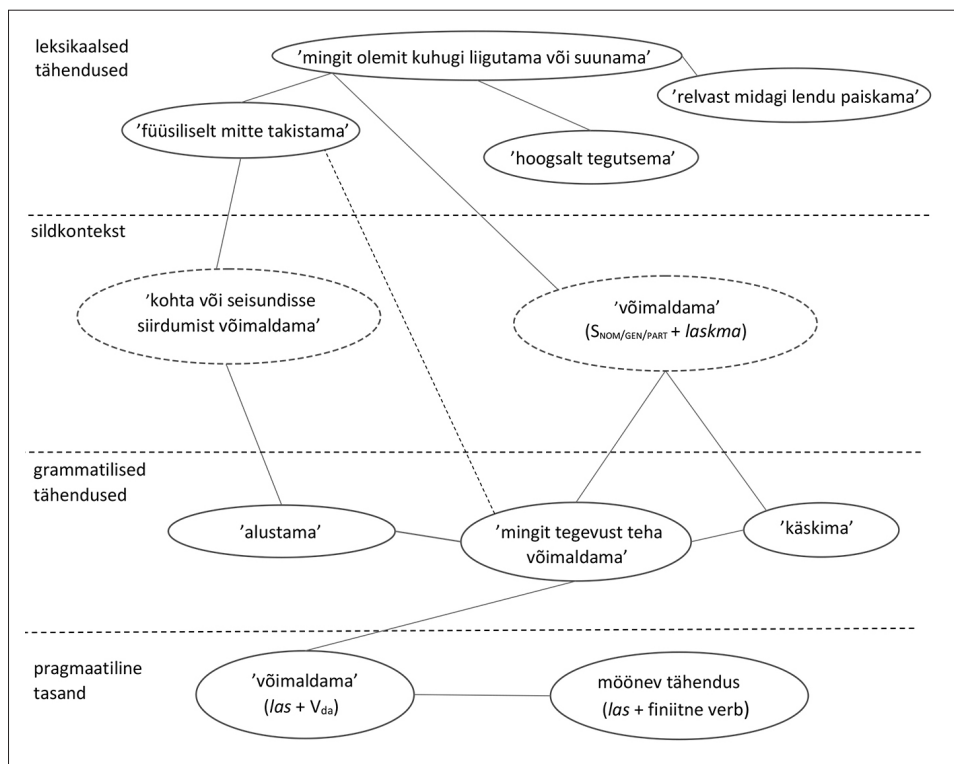 leksikaalsed
tähendused
’mingit olemit kuhugi liigutama või suunama’
’relvast midagi lendu paiskama’
’füüsiliselt mitte takistama’
’hoogsalt tegutsema’
sildkontekst
’kohta või seisundisse
siirdumist võimaldama’
’võimaldama’
(SNOM/GEN/PART + laskma)
grammatilised
tähendused
’alustama’
’mingit tegevust teha
võimaldama’
’käskima’
pragmaatiline
tasand
’võimaldama’
(las + Vda)
möönev tähendus
(las + finiitne verb)